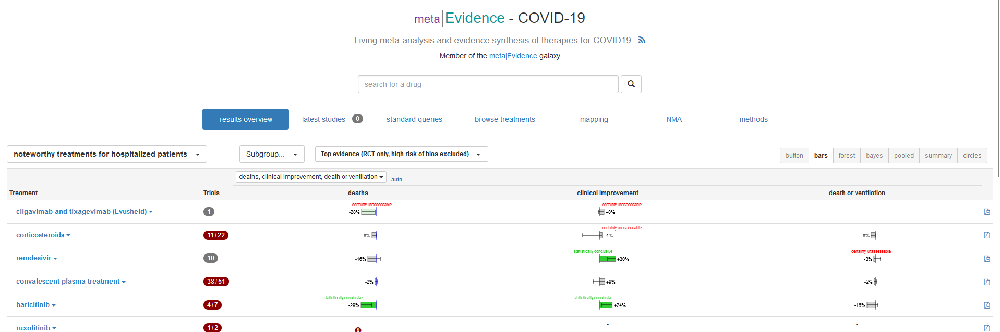 meta|Evidence - COVID-19
Living meta-analysis and evidence synthesis of therapies for COVID19
Member of the meta|Evidence galaxy
search for a drug
results overview latest studies 0 standard queries browse treatments mapping NMA methods
noteworthy treatments for hospitalized patients Subgroup... Top evidence (RCT only, high risk of bias excluded) button bars forest bayes pooled summary circles
deaths, clinical improvement, death or ventilation auto
Treament Trials deaths clinical improvement death or ventilation
certainty unassessable certainty unassessable
cilgavimab and tixagevimab (Evusheld) 1 -28% +8% -
certainty unassessable
corticosteroids 11 / 22 -8% +4% -8%
statistically conclusive certainty unassessable
remdesivir 10 -16% +30% -3%
convalescent plasma treatment 38 / 51 -2% +9% -2%
statistically conclusive statistically conclusive
baricitinib 4 / 7 -29% +24% -16%
ruxolitinib 1 / 2 - -